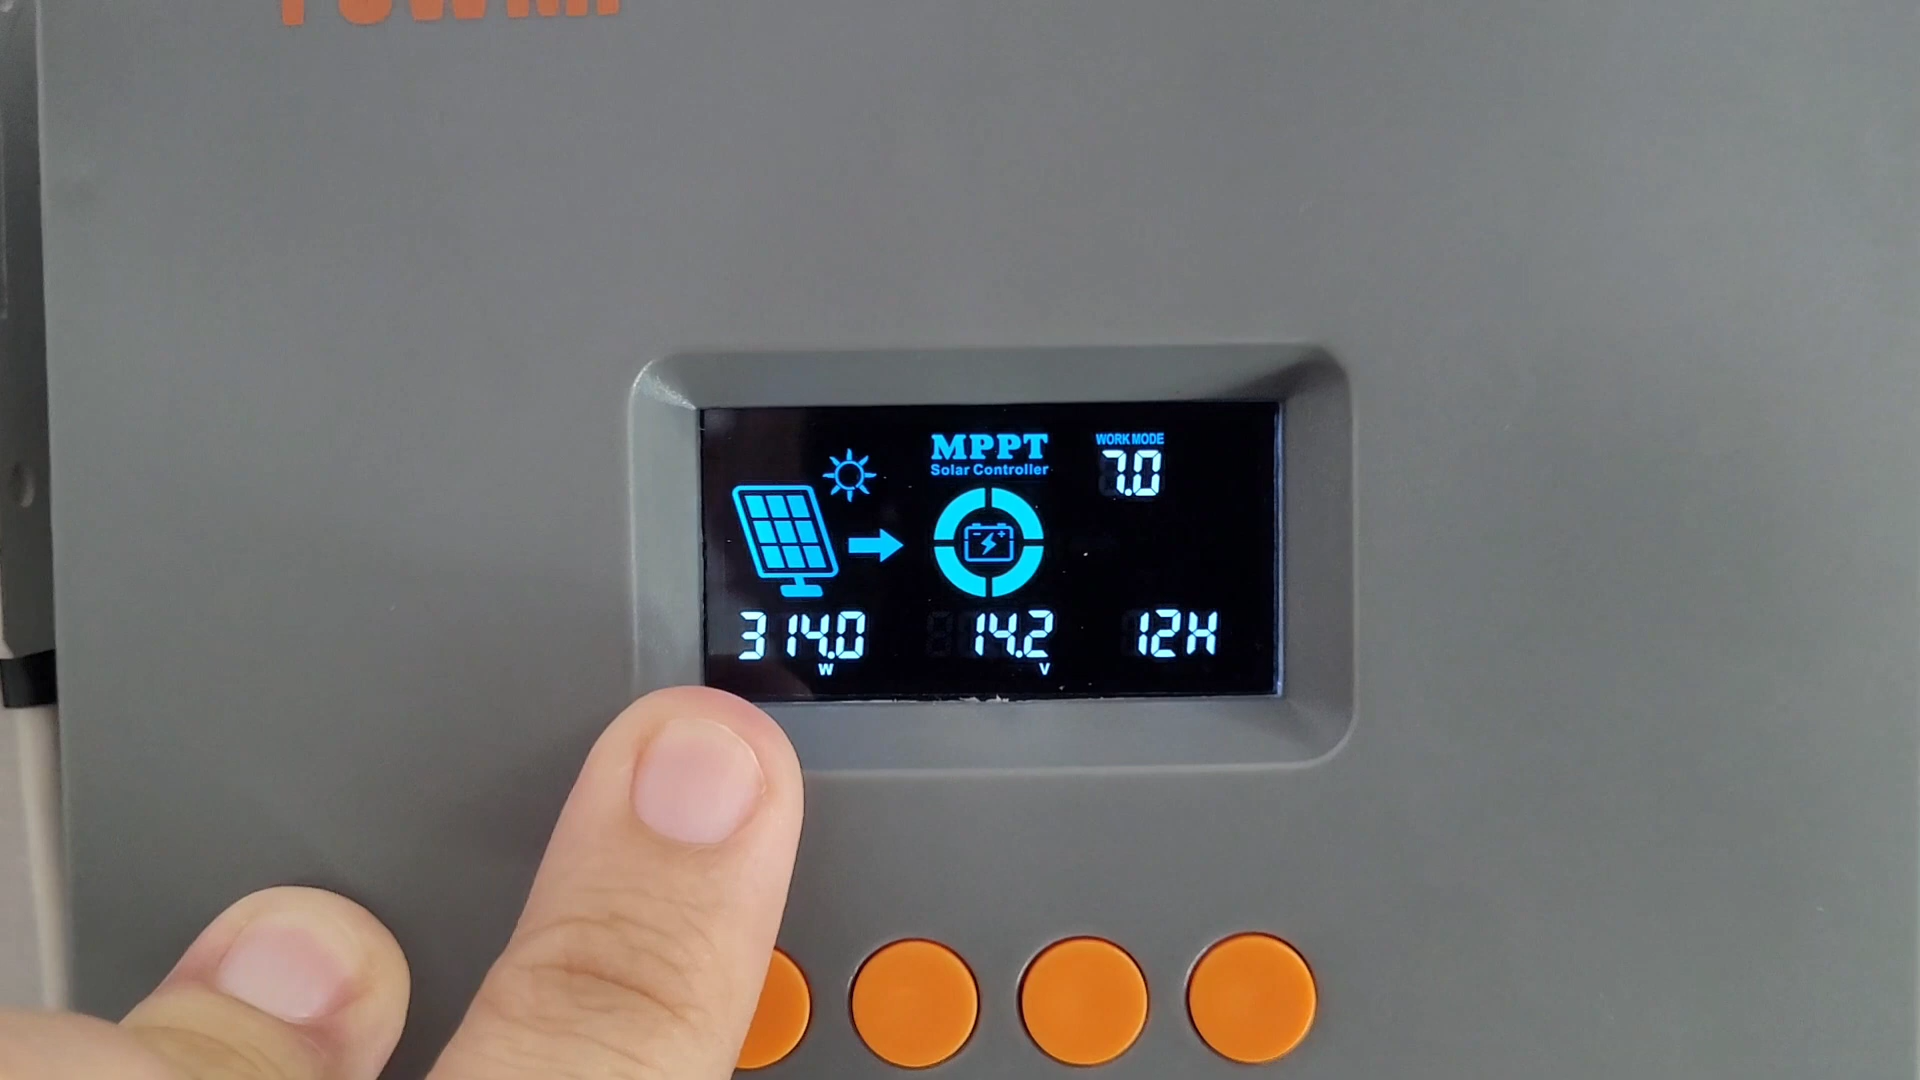 MPPT
Solar Controller
WORK MODE
7.0
314.0
W
14.2
V
12H